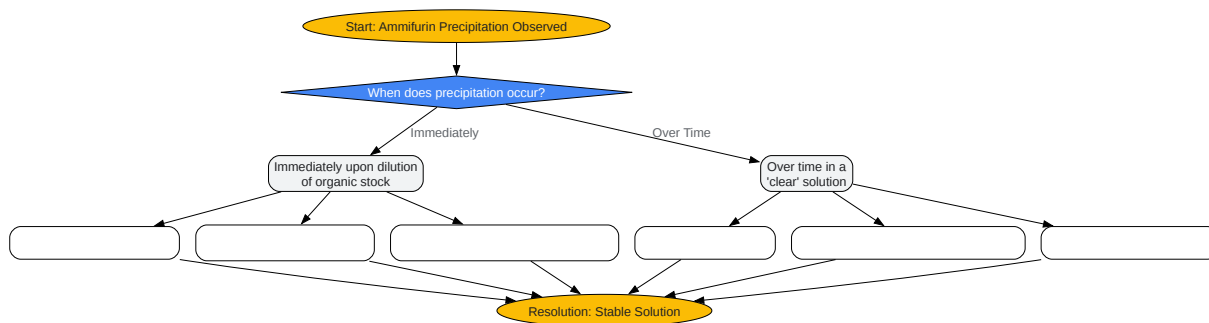 Start: Ammifurin Precipitation Observed
When does precipitation occur?
Immediately
Over Time
Immediately upon dilution
of organic stock
Over time in a
'clear' solution
Resolution: Stable Solution